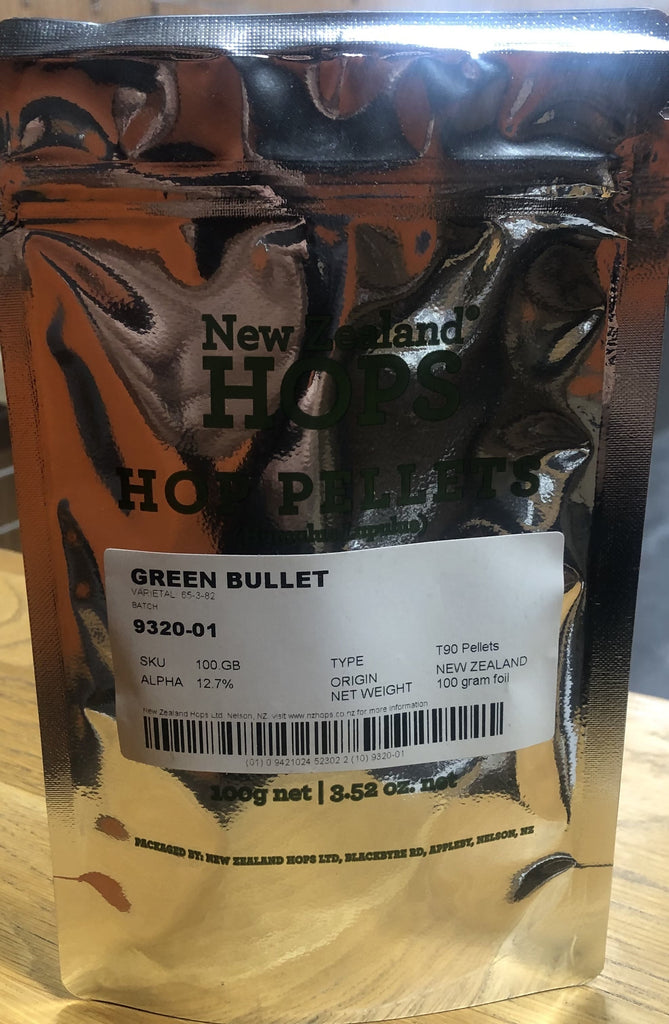 New Zealand®
HOPS
HOP PELLETS
GREEN BULLET
VARIETAL 65-3-82
BATCH
9320-01
SKU 100.GB TYPE T90 Pellets
ALPHA 12.7% ORIGIN NEW ZEALAND
NET WEIGHT 100 gram foil
New Zealand Hops Ltd. Nelson, NZ. visit www.nzhops.co.nz for more information
(01) 0 9421024 52302 2 (10) 9320-01
100g net | 3.52 oz. net
PACKAGED BY: NEW ZEALAND HOPS LTD, BLACKBYRE RD, APPLEBY, NELSON, NZ